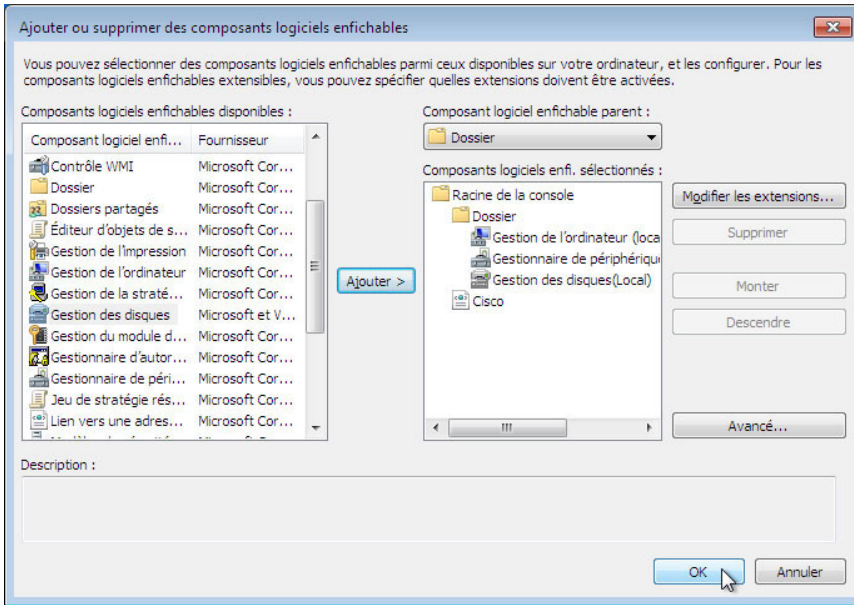 Ajouter ou supprimer des composants logiciels enfichables
Vous pouvez sélectionner des composants logiciels enfichables parmi ceux disponibles sur votre ordinateur, et les configurer. Pour les
composants logiciels enfichables extensibles, vous pouvez spécifier quelles extensions doivent être activées.
Composants logiciels enfichables disponibles :
Composant logiciel enfi... Fournisseur
Contrôle WMI Microsoft Cor...
Dossier Microsoft Cor...
Dossiers partagés Microsoft Cor...
Éditeur d'objets de s... Microsoft Cor...
Gestion de l'impression Microsoft Cor...
Gestion de l'ordinateur Microsoft Cor...
Gestion de la straté... Microsoft Cor...
Gestion des disques Microsoft et V...
Gestion du module d... Microsoft Cor...
Gestionnaire d'autor... Microsoft Cor...
Gestionnaire de péri... Microsoft Cor...
Jeu de stratégie rés... Microsoft Cor...
Lien vers une adres... Microsoft Cor...
Ajouter >
Composant logiciel enfichable parent :
Dossier
Composants logiciels enfi. sélectionnés :
Racine de la console
Dossier
Gestion de l'ordinateur (loca
Gestionnaire de périphérique
Gestion des disques(Local)
Cisco
Modifier les extensions...
Supprimer
Monter
Descendre
Avancé...
Description :
OK
Annuler